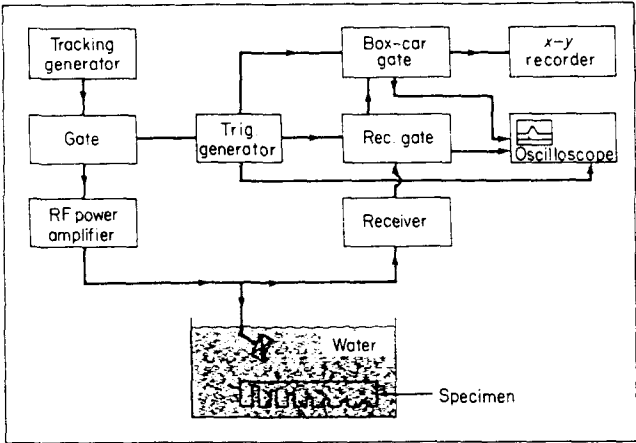 Tracking
generator
Box-car
gate
x-y
recorder
Gate
Trig.
generator
Rec. gate
Oscilloscope
RF power
amplifier
Receiver
Water
Specimen